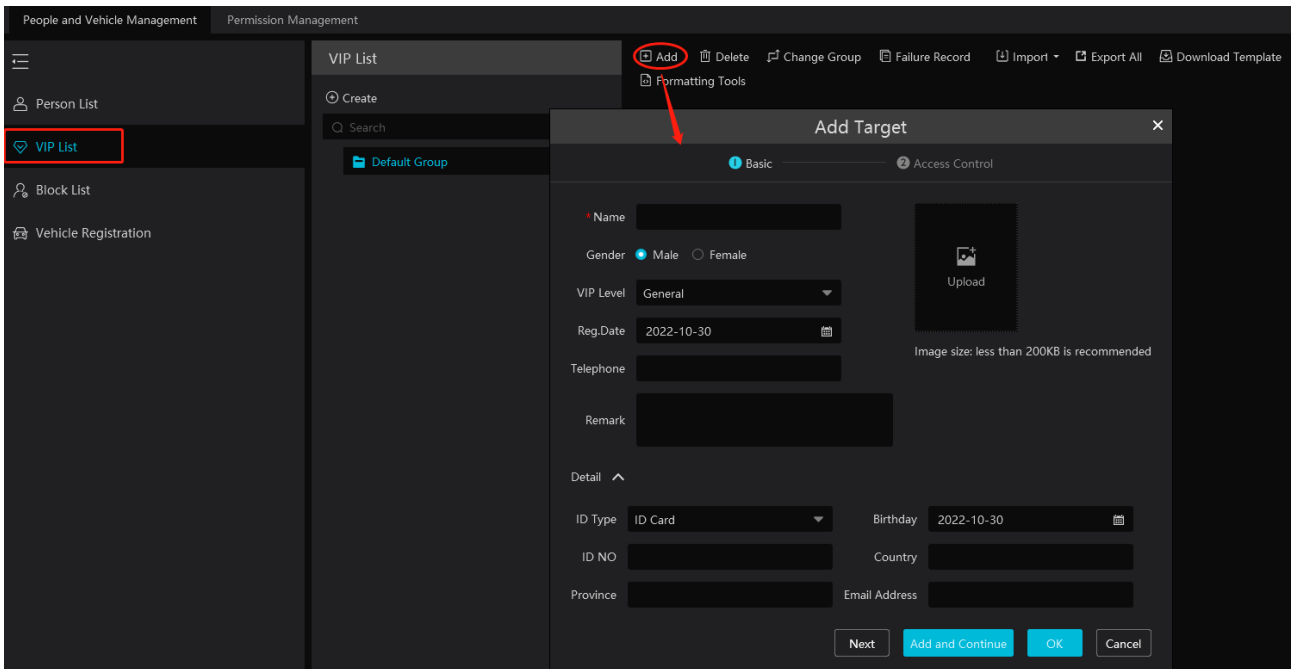 People and Vehicle Management Permission Management
VIP List
Add Delete Change Group Failure Record Import Export All Download Template
Formatting Tools
Person List
VIP List
Block List
Vehicle Registration
Create
Search
Default Group
Add Target
1 Basic 2 Access Control
* Name
Gender Male Female
VIP Level General
Reg.Date 2022-10-30
Telephone
Remark
Upload
Image size: less than 200KB is recommended
Detail
ID Type ID Card Birthday 2022-10-30
ID NO Country
Province Email Address
Next Add and Continue OK Cancel